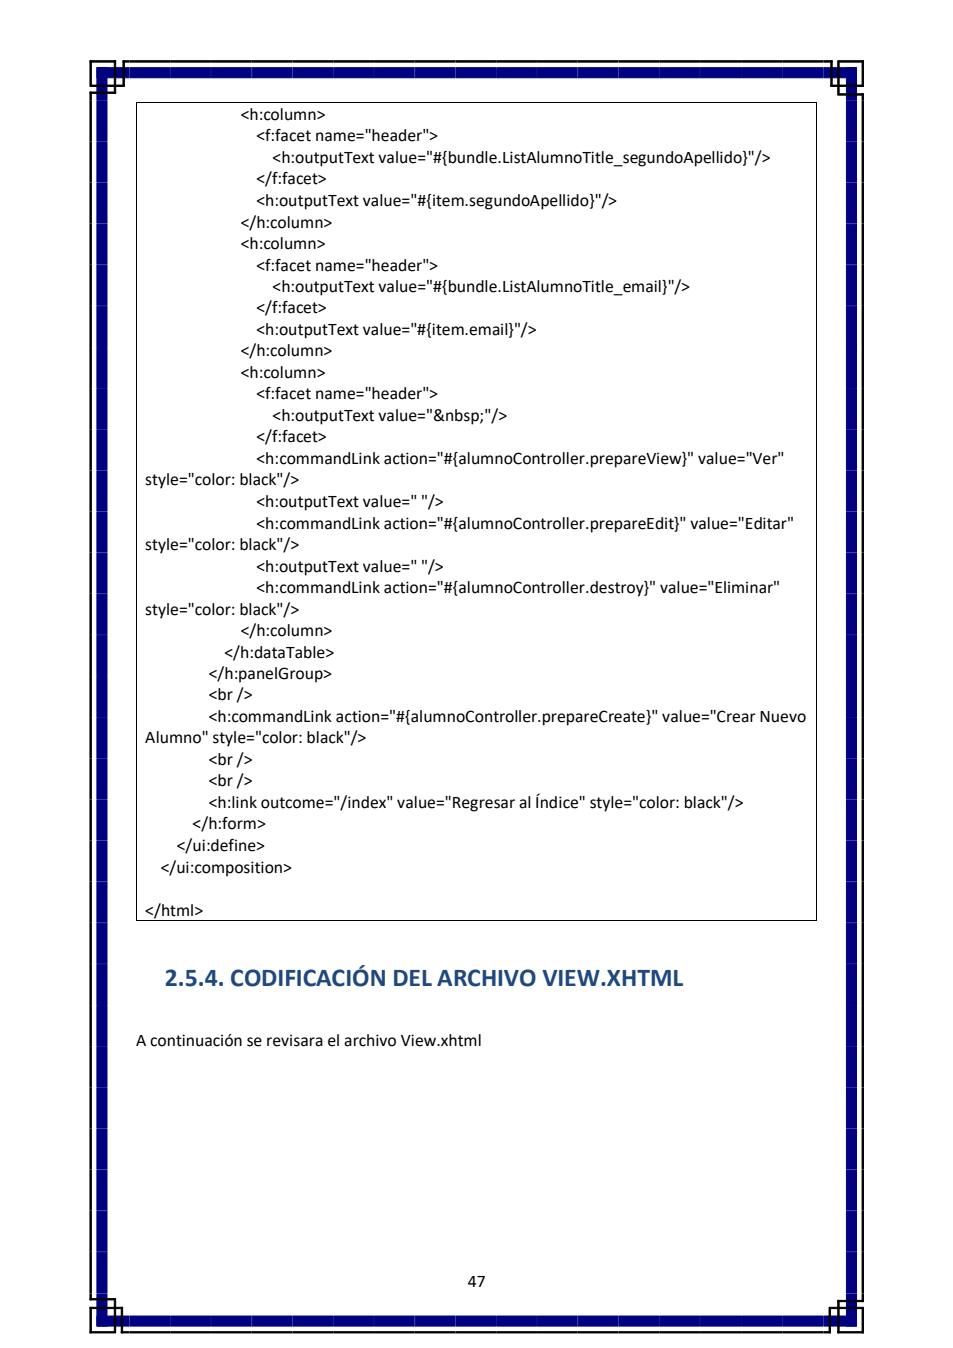 <h:column>
<f:facet name="header">
<h:outputText value="#{bundle.ListAlumnoTitle_segundoApellido}"/>
</f:facet>
<h:outputText value="#{item.segundoApellido}"/>
</h:column>
<h:column>
<f:facet name="header">
<h:outputText value="#{bundle.ListAlumnoTitle_email}"/>
</f:facet>
<h:outputText value="#{item.email}"/>
</h:column>
<h:column>
<f:facet name="header">
<h:outputText value="&nbsp;"/>
</f:facet>
<h:commandLink action="#{alumnoController.prepareView}" value="Ver"
style="color: black"/>
<h:outputText value=" "/>
<h:commandLink action="#{alumnoController.prepareEdit}" value="Editar"
style="color: black"/>
<h:outputText value=" "/>
<h:commandLink action="#{alumnoController.destroy}" value="Eliminar"
style="color: black"/>
</h:column>
</h:dataTable>
</h:panelGroup>
<br />
<h:commandLink action="#{alumnoController.prepareCreate}" value="Crear Nuevo
Alumno" style="color: black"/>
<br />
<br />
<h:link outcome="/index" value="Regresar al Índice" style="color: black"/>
</h:form>
</ui:define>
</ui:composition>
</html>
2.5.4. CODIFICACIÓN DEL ARCHIVO VIEW.XHTML
A continuación se revisara el archivo View.xhtml
47